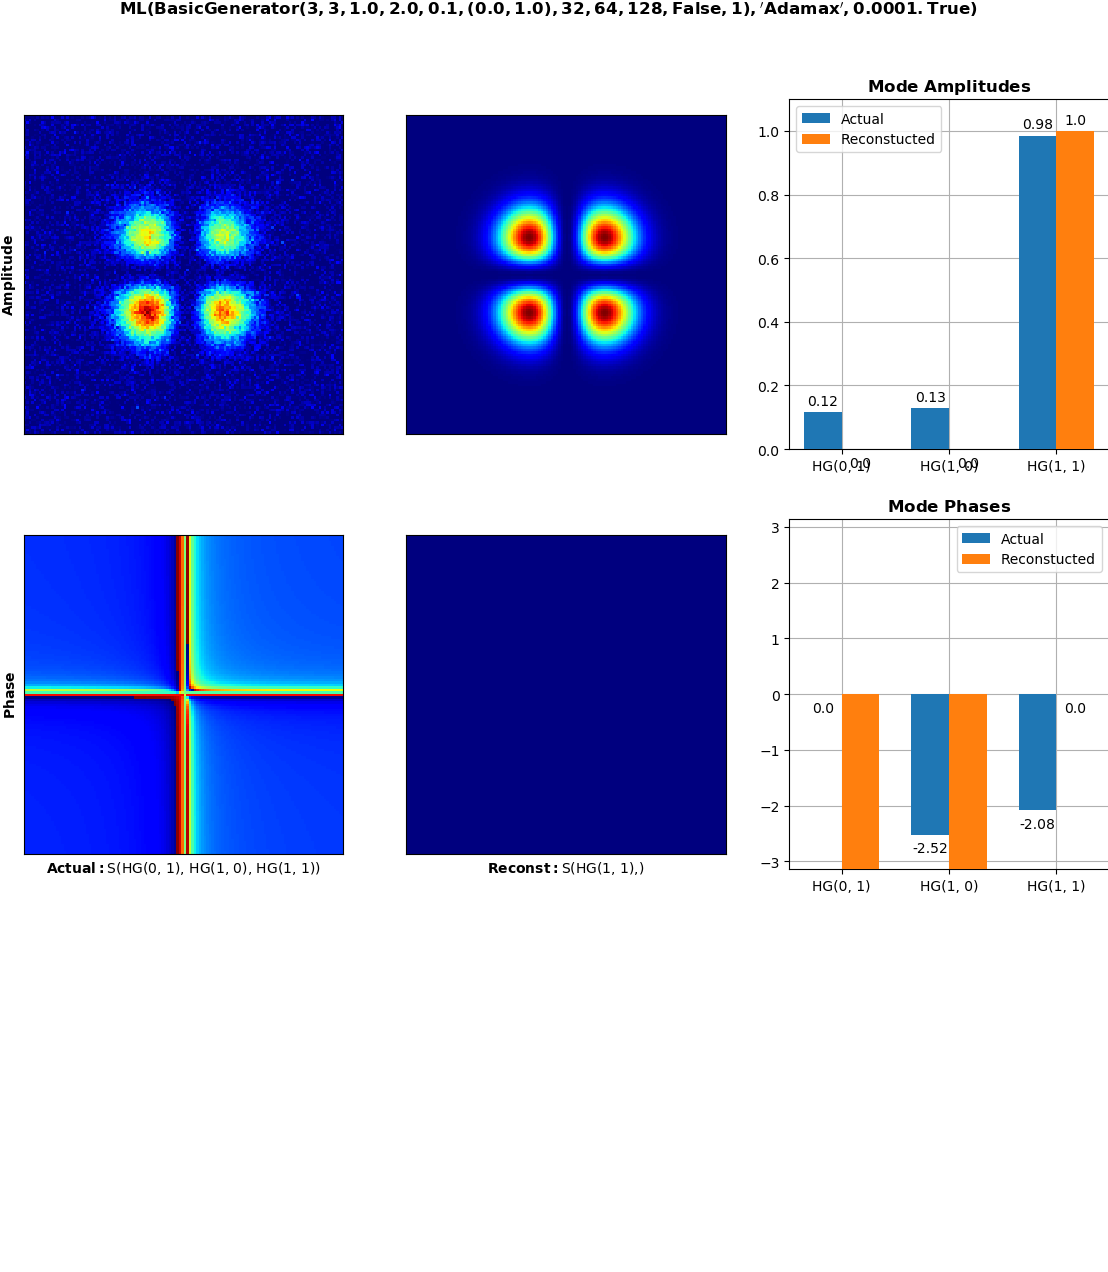 ML(BasicGenerator(3, 3, 1.0, 2.0, 0.1, (0.0, 1.0), 32, 64, 128, False, 1), 'Adamax', 0.0001. True)
Mode Amplitudes
Actual
Reconstucted
0.98
1.0
0.12
0.13
0.0
0.0
1.0
0.8
0.6
0.4
0.2
0.0
HG(0, 1)
HG(1, 0)
HG(1, 1)
Amplitude
Mode Phases
Actual
Reconstucted
3
2
1
0
−1
−2
−3
0.0
-2.52
-2.08
0.0
HG(0, 1)
HG(1, 0)
HG(1, 1)
Phase
Actual: S(HG(0, 1), HG(1, 0), HG(1, 1))
Reconst: S(HG(1, 1),)